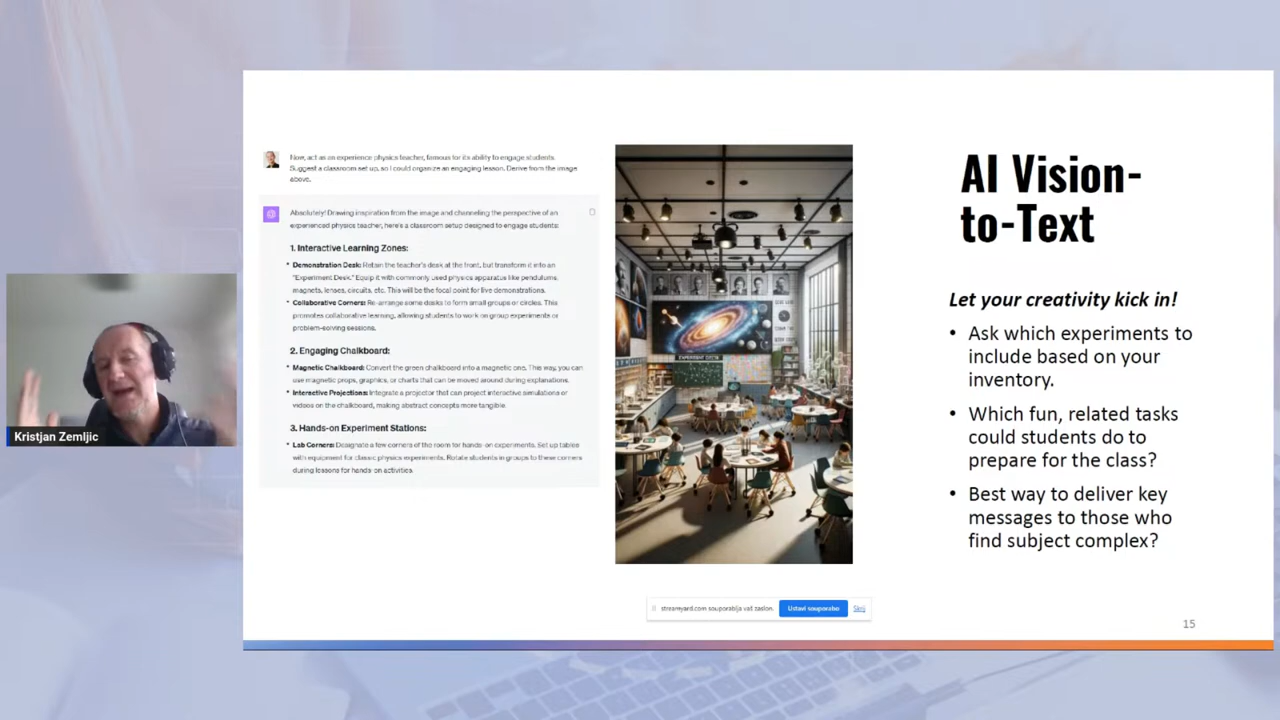 Now, act as an experience physics teacher, famous for its ability to engage students.
Suggest a classroom set up, so I could organize an engaging lesson. Derive from the image
above.
Absolutely! Drawing inspiration from the image and channeling the perspective of an
experienced physics teacher, here's a classroom setup designed to engage students:
1. Interactive Learning Zones:
• Demonstration Desk: Retain the teacher's desk at the front, but transform it into an
"Experiment Desk." Equip it with commonly used physics apparatus like pendulums,
magnets, lenses, circuits, etc. This will be the focal point for live demonstrations.
• Collaborative Corners: Re-arrange some desks to form small groups or circles. This
promotes collaborative learning, allowing students to work on group experiments or
problem-solving sessions.
2. Engaging Chalkboard:
• Magnetic Chalkboard: Convert the green chalkboard into a magnetic one. This way, you can
use magnetic props, graphics, or charts that can be moved around during explanations.
• Interactive Projections: Integrate a projector that can project interactive simulations or
videos on the chalkboard, making abstract concepts more tangible.
3. Hands-on Experiment Stations:
• Lab Corners: Designate a few corners of the room for hands-on experiments. Set up tables
with equipment for classic physics experiments. Rotate students in groups to these corners
during lessons for hands-on activities.
AI Vision-
to-Text
Let your creativity kick in!
• Ask which experiments to
include based on your
inventory.
• Which fun, related tasks
could students do to
prepare for the class?
• Best way to deliver key
messages to those who
find subject complex?
Kristjan Zemljic
streamyard.com souporablja vaš zaslon.
Ustavi souporabo
Skrij
15